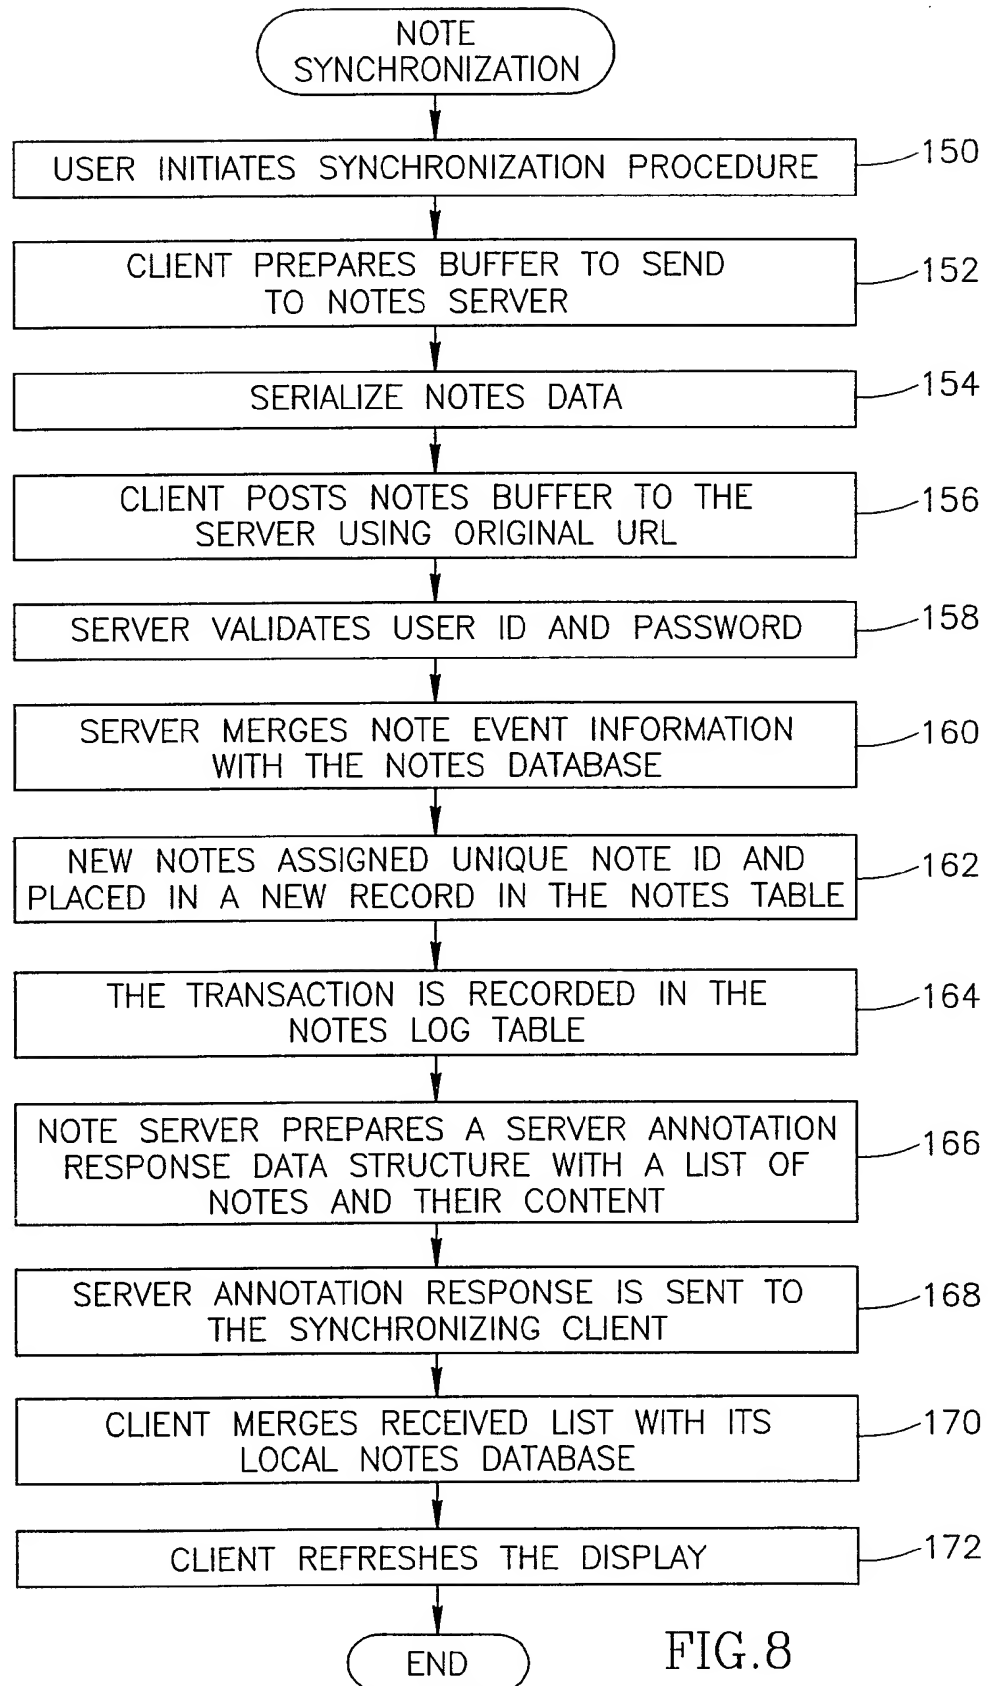 NOTE
SYNCHRONIZATION
USER INITIATES SYNCHRONIZATION PROCEDURE
150
CLIENT PREPARES BUFFER TO SEND
TO NOTES SERVER
152
SERIALIZE NOTES DATA
154
CLIENT POSTS NOTES BUFFER TO THE
SERVER USING ORIGINAL URL
156
SERVER VALIDATES USER ID AND PASSWORD
158
SERVER MERGES NOTE EVENT INFORMATION
WITH THE NOTES DATABASE
160
NEW NOTES ASSIGNED UNIQUE NOTE ID AND
PLACED IN A NEW RECORD IN THE NOTES TABLE
162
THE TRANSACTION IS RECORDED IN THE
NOTES LOG TABLE
164
NOTE SERVER PREPARES A SERVER ANNOTATION
RESPONSE DATA STRUCTURE WITH A LIST OF
NOTES AND THEIR CONTENT
166
SERVER ANNOTATION RESPONSE IS SENT TO
THE SYNCHRONIZING CLIENT
168
CLIENT MERGES RECEIVED LIST WITH ITS
LOCAL NOTES DATABASE
170
CLIENT REFRESHES THE DISPLAY
172
END
FIG.8